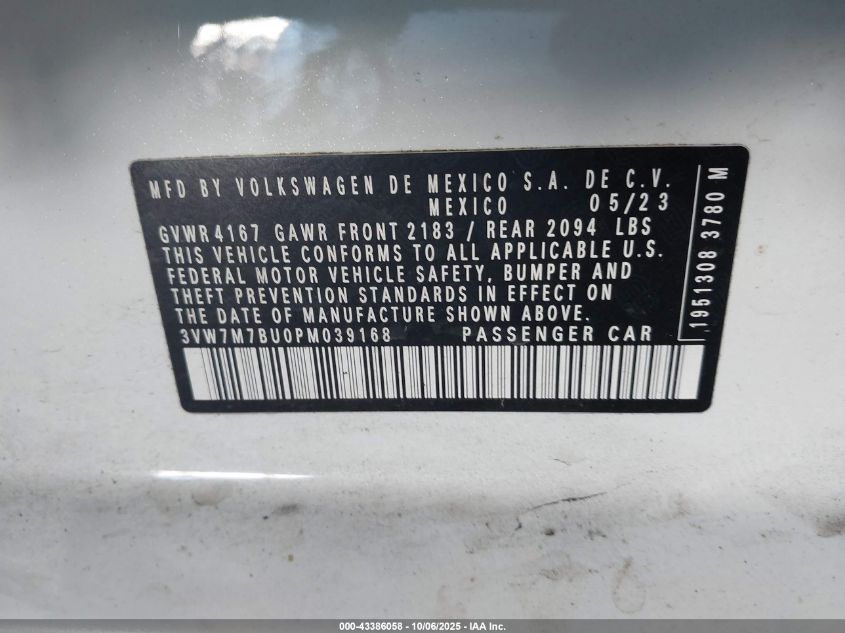 MFD BY VOLKSWAGEN DE MEXICO S.A. DE C.V.
MEXICO 05/23
GVWR 4167 GAWR FRONT 2183 / REAR 2094 LBS
THIS VEHICLE CONFORMS TO ALL APPLICABLE U.S.
FEDERAL MOTOR VEHICLE SAFETY, BUMPER AND
THEFT PREVENTION STANDARDS IN EFFECT ON
THE DATE OF MANUFACTURE SHOWN ABOVE.
3VW7M7BU0PM039168 PASSENGER CAR
1951308 3780 M
000-43386058 - 10/06/2025 - IAA Inc.